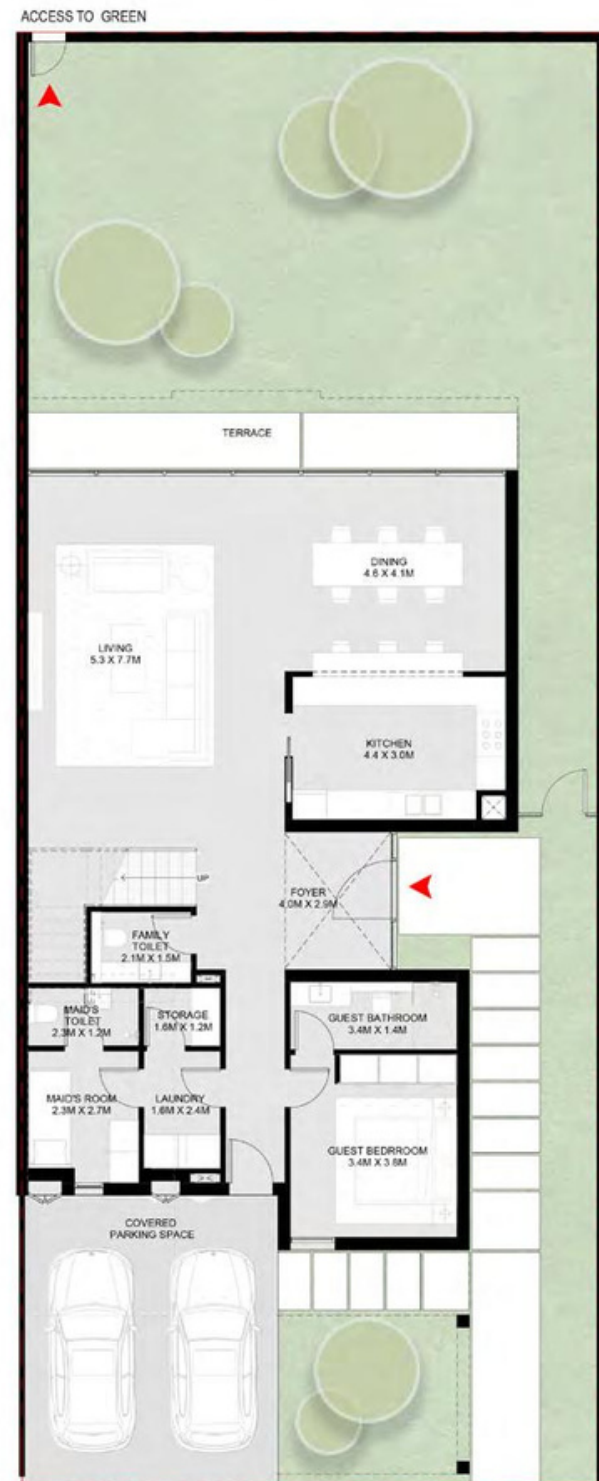 ACCESS TO GREEN
TERRACE
DINING
4.6 X 4.1M
LIVING
5.3 X 7.7M
KITCHEN
4.4 X 3.0M
UP
FOYER
4.0M X 2.9M
FAMILY
TOILET
2.1M X 1.5M
MAID'S
TOILET
2.3M X 1.2M
STORAGE
1.6M X 1.2M
GUEST BATHROOM
3.4M X 1.4M
MAID'S ROOM
2.3M X 2.7M
LAUNDRY
1.6M X 2.4M
GUEST BEDRROOM
3.4M X 3.8M
COVERED
PARKING SPACE